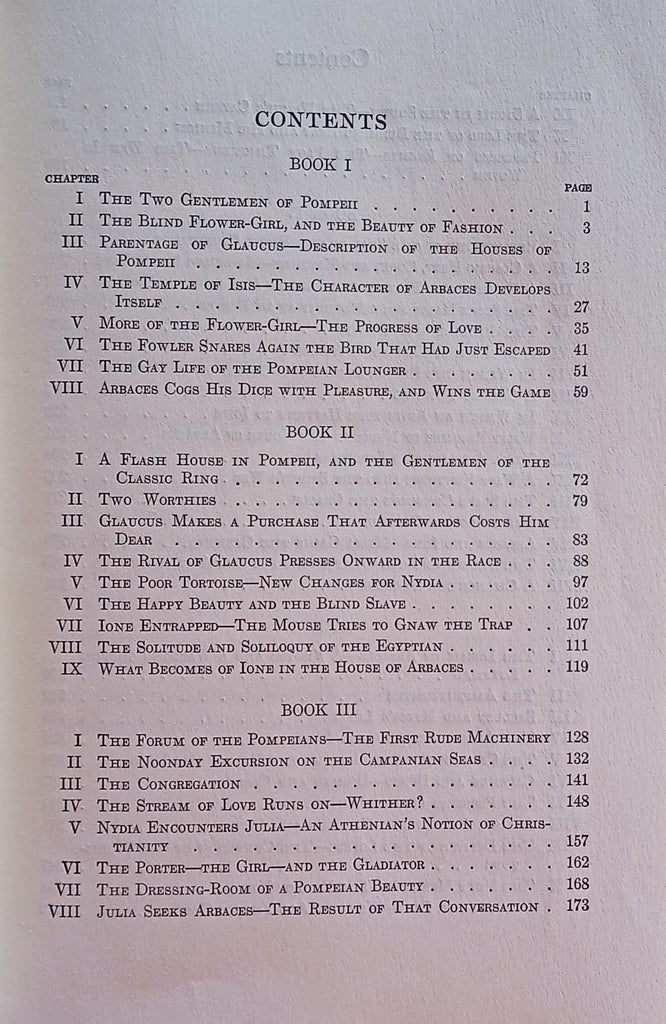 CONTENTS
BOOK I
CHAPTER PAGE
I The Two Gentlemen of Pompeii . . . . . . . . . . 1
II The Blind Flower-Girl, and the Beauty of Fashion . . . 3
III Parentage of Glaucus—Description of the Houses of
Pompeii . . . . . . . . . . . . . . . . . 13
IV The Temple of Isis—The Character of Arbaces Develops
Itself . . . . . . . . . . . . . . . . . . 27
V More of the Flower-Girl—The Progress of Love . . . . 35
VI The Fowler Snares Again the Bird That Had Just Escaped 41
VII The Gay Life of the Pompeian Lounger . . . . . . . 51
VIII Arbaces Cogs His Dice with Pleasure, and Wins the Game 59
BOOK II
I A Flash House in Pompeii, and the Gentlemen of the
Classic Ring . . . . . . . . . . . . . . . 72
II Two Worthies . . . . . . . . . . . . . . . 79
III Glaucus Makes a Purchase That Afterwards Costs Him
Dear . . . . . . . . . . . . . . . . . . 83
IV The Rival of Glaucus Presses Onward in the Race . . 88
V The Poor Tortoise—New Changes for Nydia . . . . . 97
VI The Happy Beauty and the Blind Slave . . . . . . . 102
VII Ione Entrapped—The Mouse Tries to Gnaw the Trap . . 107
VIII The Solitude and Soliloquy of the Egyptian . . . . . 111
IX What Becomes of Ione in the House of Arbaces . . . . 119
BOOK III
I The Forum of the Pompeians—The First Rude Machinery 128
II The Noonday Excursion on the Campanian Seas . . . . 132
III The Congregation . . . . . . . . . . . . . . 141
IV The Stream of Love Runs on—Whither? . . . . . . 148
V Nydia Encounters Julia—An Athenian's Notion of Chris-
tianity . . . . . . . . . . . . . . . . . 157
VI The Porter—the Girl—and the Gladiator . . . . . . 162
VII The Dressing-Room of a Pompeian Beauty . . . . . . 168
VIII Julia Seeks Arbaces—The Result of That Conversation . 173